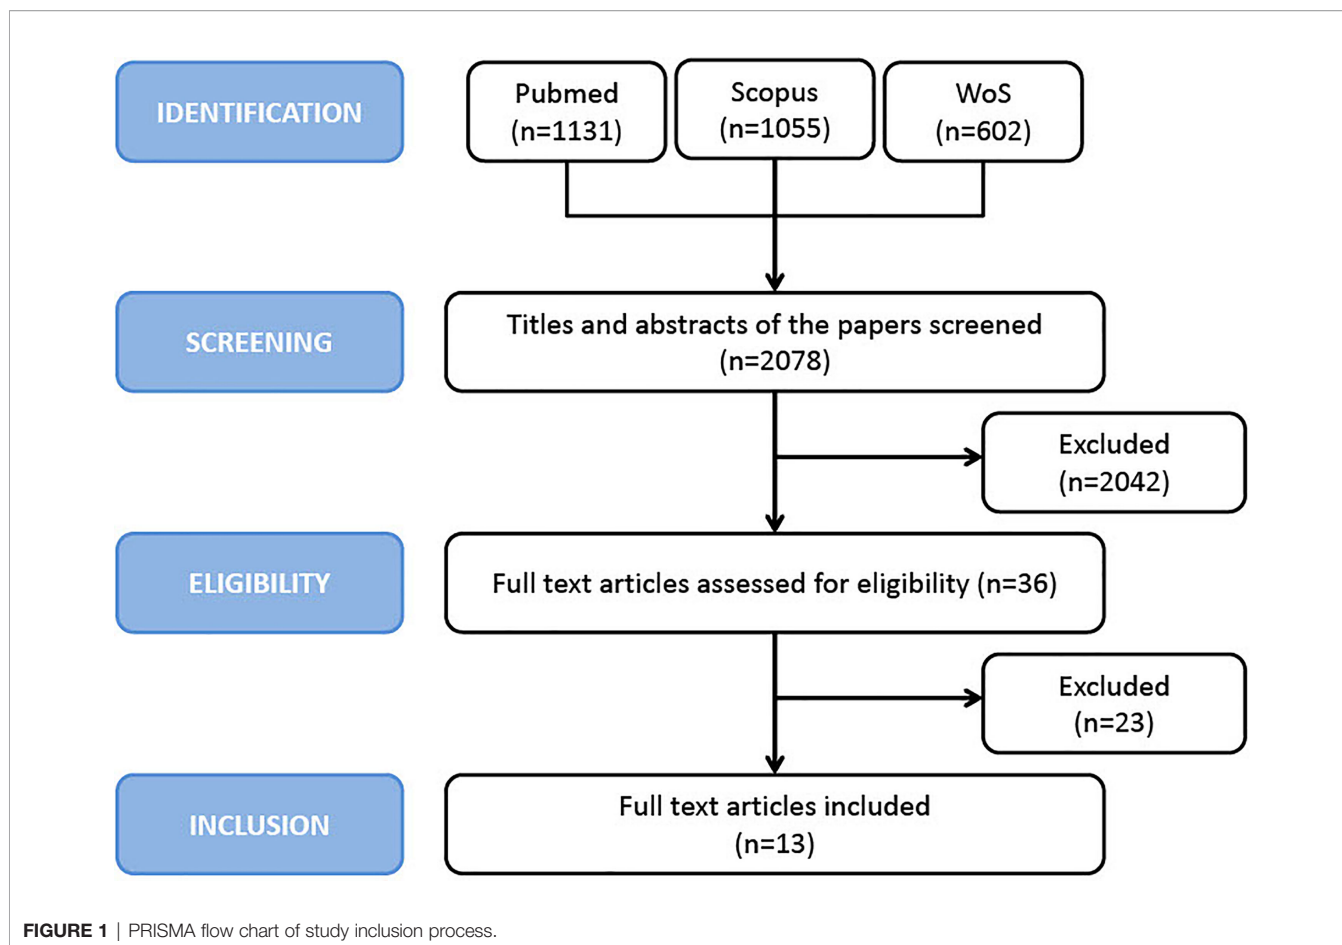 IDENTIFICATION
Pubmed
(n=1131)
Scopus
(n=1055)
WoS
(n=602)
SCREENING
Titles and abstracts of the papers screened
(n=2078)
Excluded
(n=2042)
ELIGIBILITY
Full text articles assessed for eligibility (n=36)
Excluded
(n=23)
INCLUSION
Full text articles included
(n=13)
FIGURE 1 | PRISMA flow chart of study inclusion process.